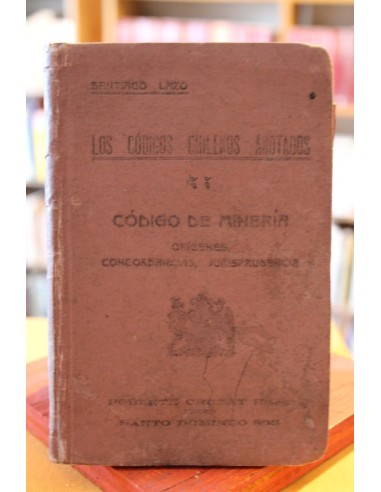 SANTIAGO LAZO
LOS CÓDIGOS CHILENOS ANOTADOS
CÓDIGO DE MINERÍA
ORÍGENES,
CONCORDANCIAS, JURISPRUDENCIA
SANTO DOMINGO